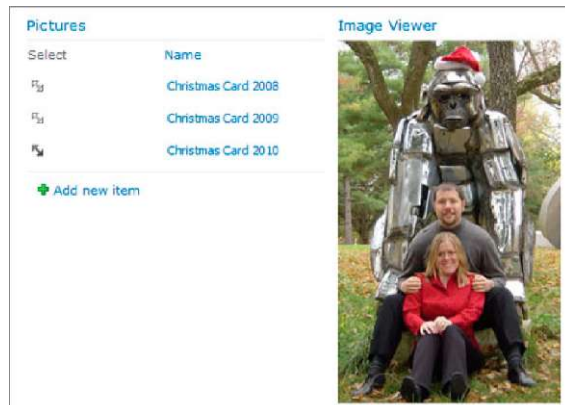 Pictures
Select Name
Christmas Card 2008
Christmas Card 2009
Christmas Card 2010
Add new item
Image Viewer